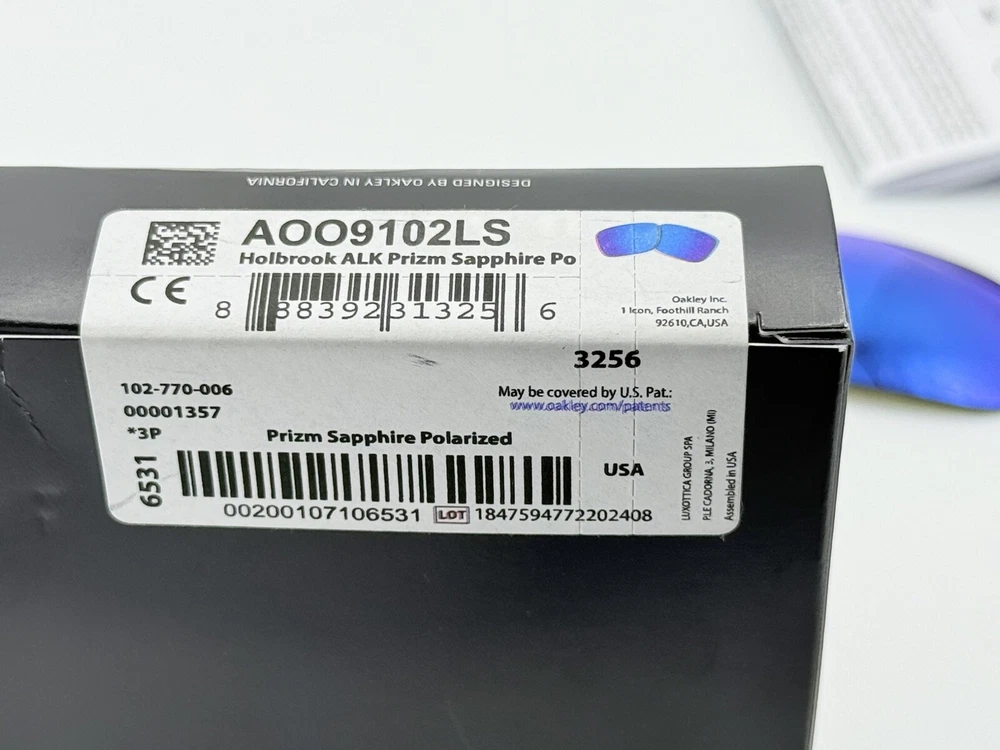 DESIGNED BY OAKLEY IN CALIFORNIA
AOO9102LS
Holbrook ALK Prizm Sapphire Po
CE
8 88392 31325 6
Oakley Inc.
1 Icon, Foothill Ranch
92610,CA,USA
3256
102-770-006
00001357
*3P
May be covered by U.S. Pat.:
www.oakley.com/patents
Prizm Sapphire Polarized
6531
USA
00200107106531 LOT 1847594772202408
LUXOTTICA GROUP SPA
P.LE CADORNA, 3, MILANO (MI)
Assembled in USA